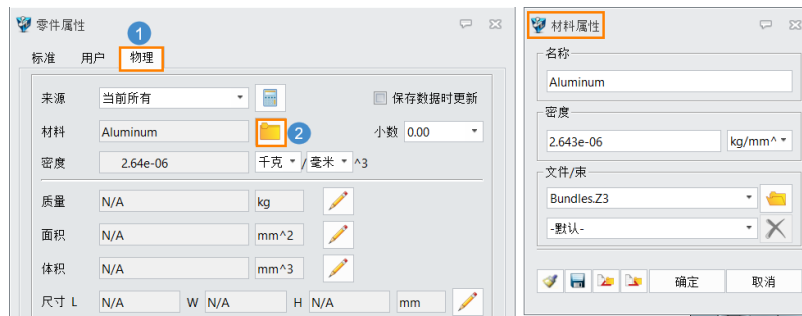 零件属性
1
标准 用户 物理
来源 当前所有 保存数据时更新
材料 Aluminum 2 小数 0.00
密度 2.64e-06 千克 / 毫米 ^3
质量 N/A kg
面积 N/A mm^2
体积 N/A mm^3
尺寸 L N/A W N/A H N/A mm
材料属性
名称
Aluminum
密度
2.643e-06 kg/mm^
文件/束
Bundles.Z3
-默认-
确定 取消